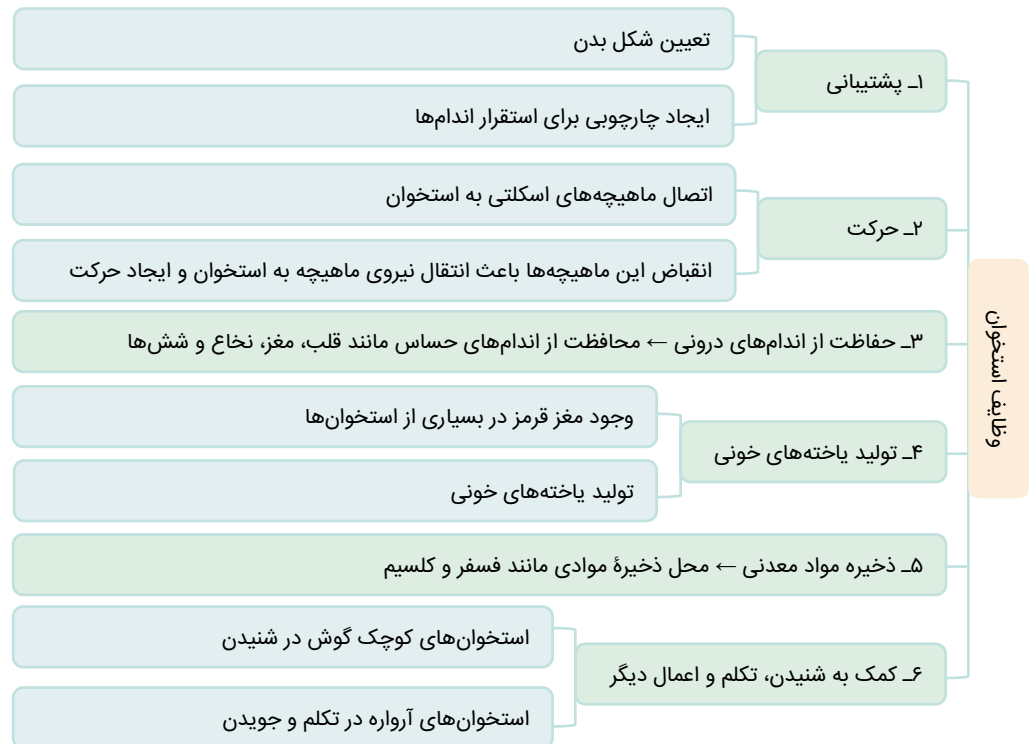 وظایف استخوان
۱ـ پشتیبانی
تعیین شکل بدن
ایجاد چارچوبی برای استقرار اندام‌ها
۲ـ حرکت
اتصال ماهیچه‌های اسکلتی به استخوان
انقباض این ماهیچه‌ها باعث انتقال نیروی ماهیچه به استخوان و ایجاد حرکت
۳ـ حفاظت از اندام‌های درونی ← محافظت از اندام‌های حساس مانند قلب، مغز، نخاع و شش‌ها
۴ـ تولید یاخته‌های خونی
وجود مغز قرمز در بسیاری از استخوان‌ها
تولید یاخته‌های خونی
۵ـ ذخیره مواد معدنی ← محل ذخیرهٔ موادی مانند فسفر و کلسیم
۶ـ کمک به شنیدن، تکلم و اعمال دیگر
استخوان‌های کوچک گوش در شنیدن
استخوان‌های آرواره در تکلم و جویدن